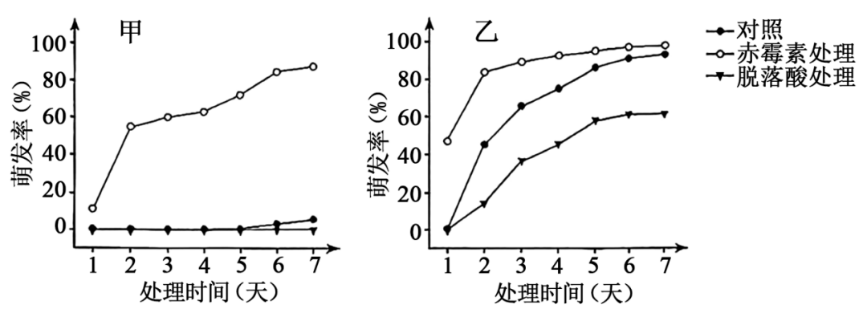 甲
萌发率(%)
100
80
60
40
20
0
1 2 3 4 5 6 7
处理时间(天)
乙
萌发率(%)
100
80
60
40
20
0
1 2 3 4 5 6 7
处理时间(天)
对照
赤霉素处理
脱落酸处理